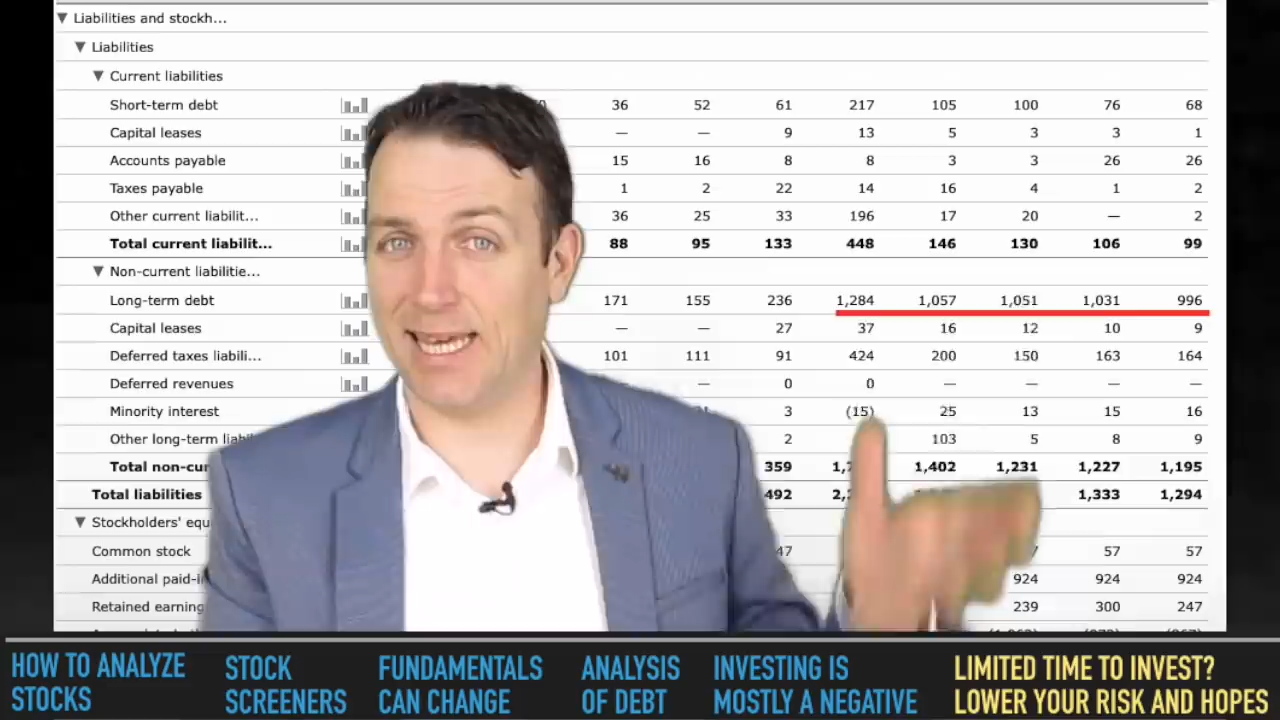 Liabilities and stockh...
Liabilities
Current liabilities
Short-term debt 36 52 61 217 105 100 76 68
Capital leases — — 9 13 5 3 3 1
Accounts payable 15 16 8 8 3 3 26 26
Taxes payable 1 2 22 14 16 4 1 2
Other current liabilit... 36 25 33 196 17 20 — 2
Total current liabilit... 88 95 133 448 146 130 106 99
Non-current liabilitie...
Long-term debt 171 155 236 1,284 1,057 1,051 1,031 996
Capital leases — — 27 37 16 12 10 9
Deferred taxes liabili... 101 111 91 424 200 150 163 164
Deferred revenues — 0 0 — — — —
Minority interest 3 (15) 25 13 15 16
Other long-term 2 103 5 8 9
Total 359 1,402 1,231 1,227 1,195
Total liabilities 492 1,333 1,294
Stockholders'
Common stock 57 57
Additional 924 924 924
Retained 239 300 247
HOW TO ANALYZE
STOCKS
STOCK
SCREENERS
FUNDAMENTALS
CAN CHANGE
ANALYSIS
OF DEBT
INVESTING IS
MOSTLY A NEGATIVE
LIMITED TIME TO INVEST?
LOWER YOUR RISK AND HOPES